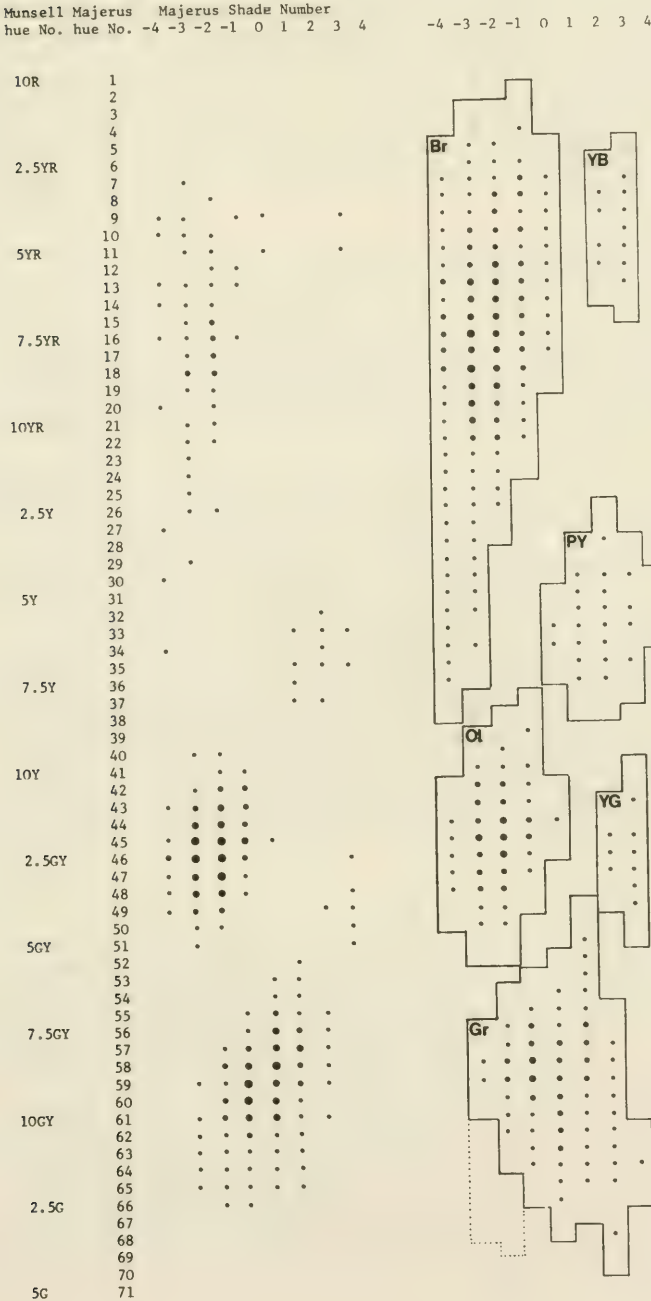 Munsell Majerus Majerus Shade Number
hue No. hue No. -4 -3 -2 -1 0 1 2 3 4 -4 -3 -2 -1 0 1 2 3 4
10R 1
2
3
4
Br
5 YB
2.5YR 6
7
8
9
10
5YR 11
12
13
14
15
7.5YR 16
17
18
19
20
10YR 21
22
23
24
25
2.5Y 26
27
28 PY
29
30
5Y 31
32
33
34
35
7.5Y 36
37
38
39 Ol
40
10Y 41
42
43 YG
44
45
2.5GY 46
47
48
49
50
5GY 51
52
53
54
55
7.5GY 56 Gr
57
58
59
60
10GY 61
62
63
64
65
2.5G 66
67
68
69
70
5G 71